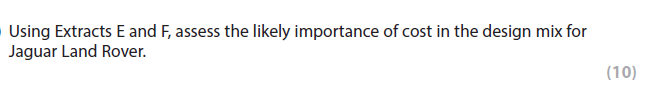 Using Extracts E and F, assess the likely importance of cost in the design mix for
Jaguar Land Rover.
(10)